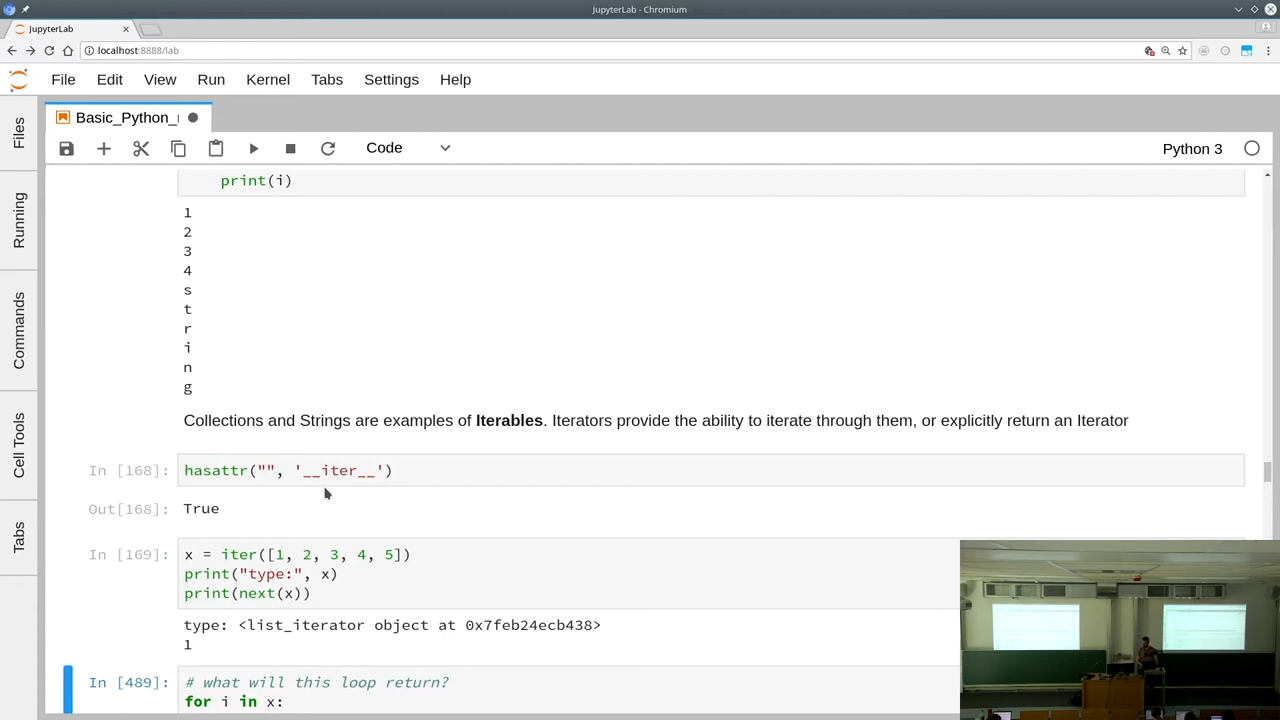 JupyterLab - Chromium
JupyterLab
localhost:8888/lab
File Edit View Run Kernel Tabs Settings Help
Basic_Python_
Code
Python 3
Files
Running
Commands
Cell Tools
Tabs
print(i)
1
2
3
4
s
t
r
i
n
g
Collections and Strings are examples of Iterables. Iterators provide the ability to iterate through them, or explicitly return an Iterator
In [168]: hasattr("", '__iter__')
Out[168]: True
In [169]: x = iter([1, 2, 3, 4, 5])
print("type:", x)
print(next(x))
type: <list_iterator object at 0x7feb24ecb438>
1
In [489]: # what will this loop return?
for i in x: